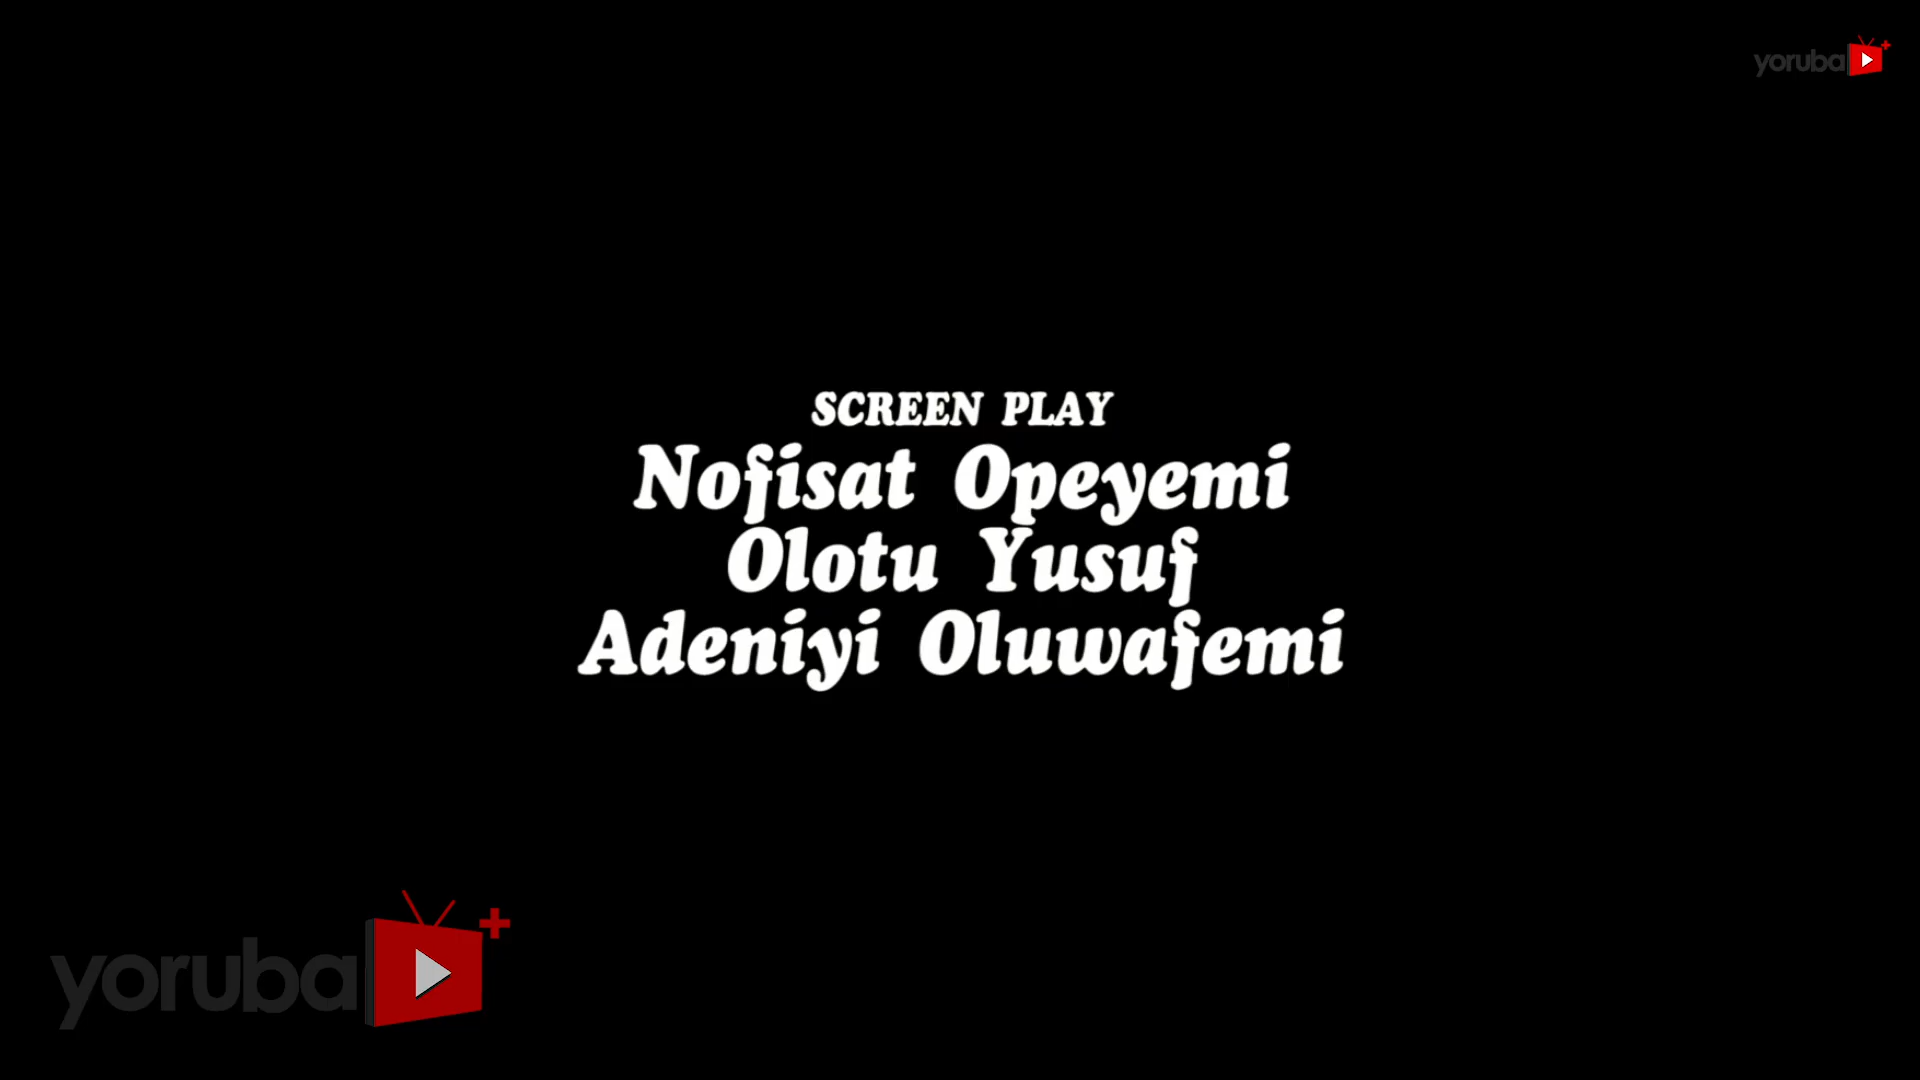 yoruba
SCREEN PLAY
Nofisat Opeyemi
Olotu Yusuf
Adeniyi Oluwafemi
yoruba